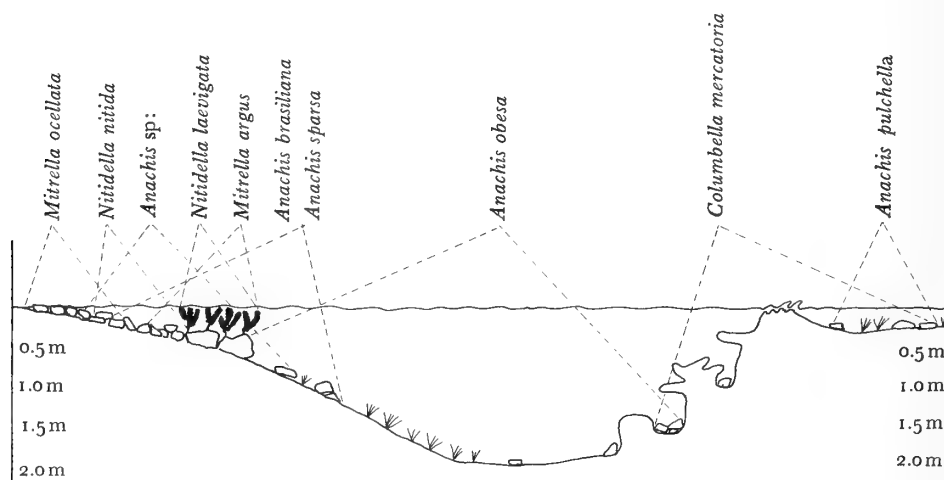 Mitrella ocellata
Nitidella nitida
Anachis sp:
Nitidella laevigata
Mitrella argus
Anachis brasiliana
Anachis sparsa
Anachis obesa
Columbella mercatoria
Anachis pulchella
0.5 m
1.0 m
1.5 m
2.0 m
0.5 m
1.0 m
1.5 m
2.0 m